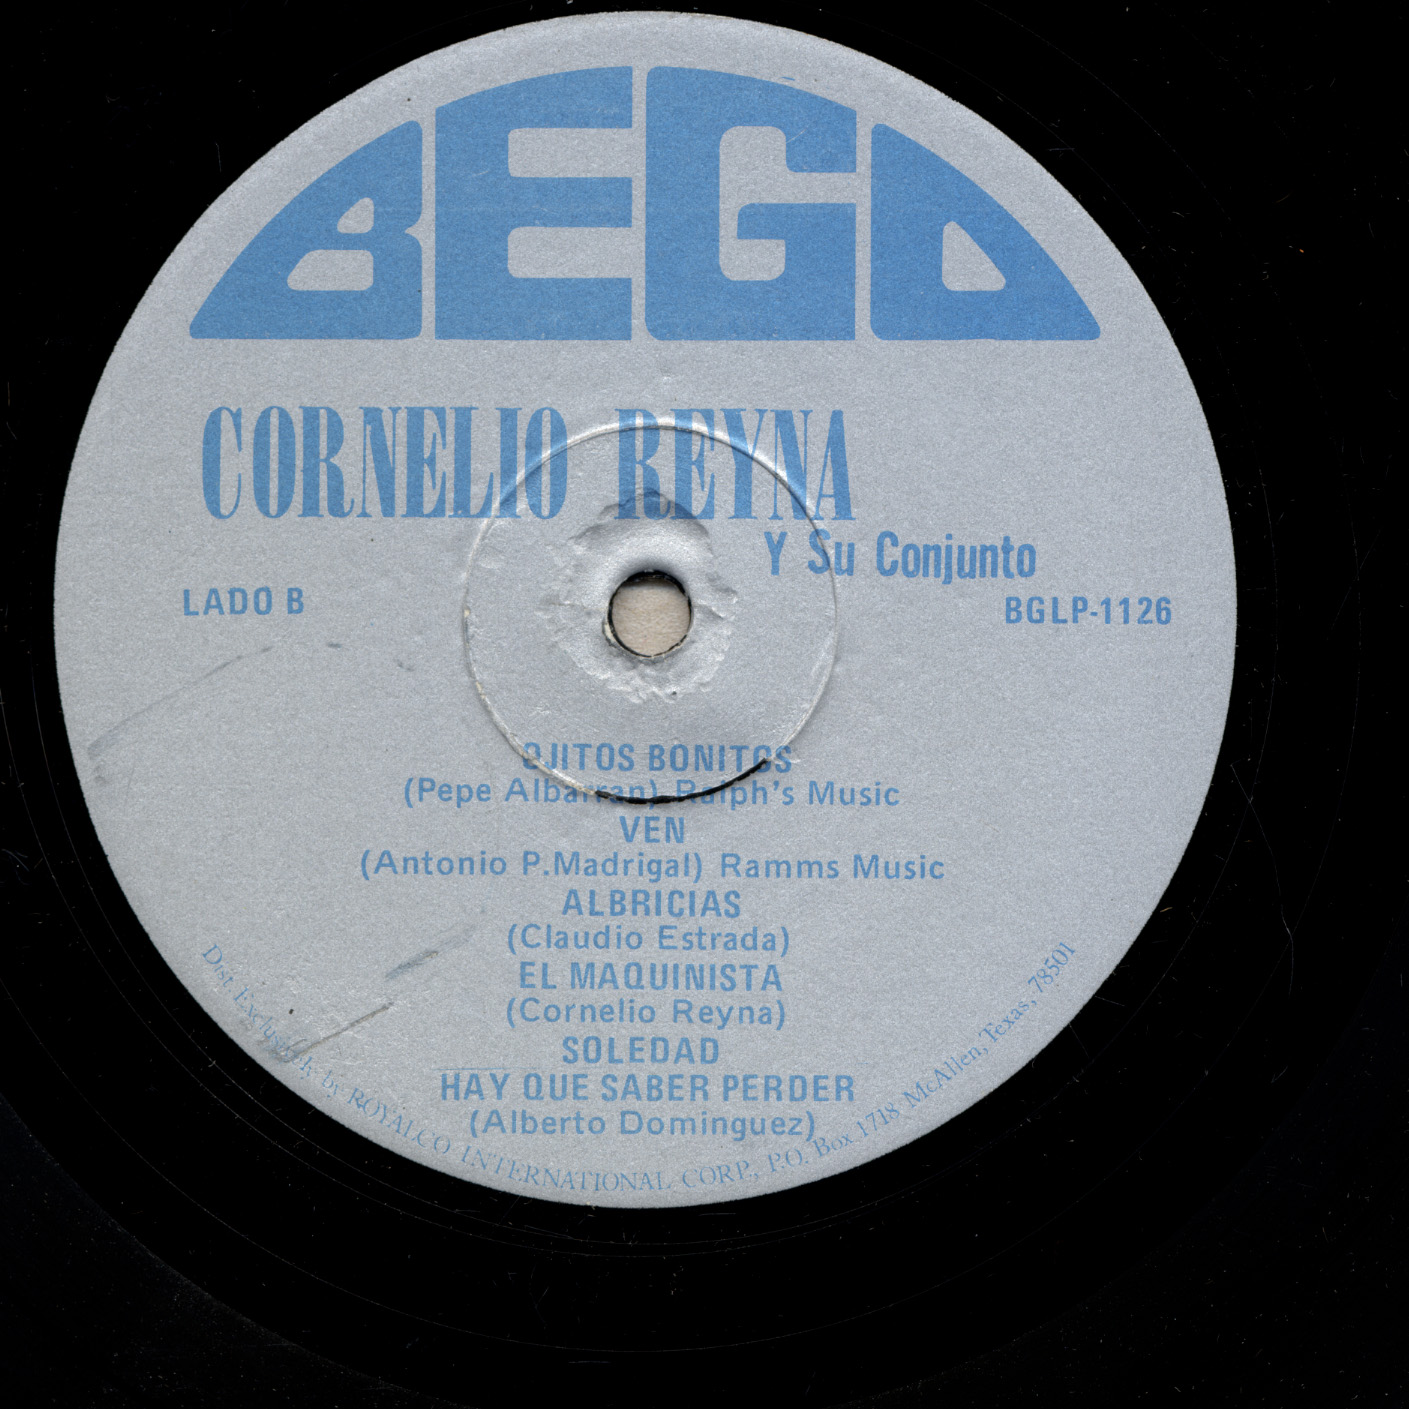 BEGO
CORNELIO REYNA
Y Su Conjunto
LADO B
BGLP-1126
OJITOS BONITOS
(Pepe Albarran) Ralph's Music
VEN
(Antonio P.Madrigal) Ramms Music
ALBRICIAS
(Claudio Estrada)
EL MAQUINISTA
(Cornelio Reyna)
SOLEDAD
HAY QUE SABER PERDER
(Alberto Dominguez)
Dist. Exclusively by ROYALCO INTERNATIONAL CORP., P.O. Box 1718 McAllen, Texas, 78501